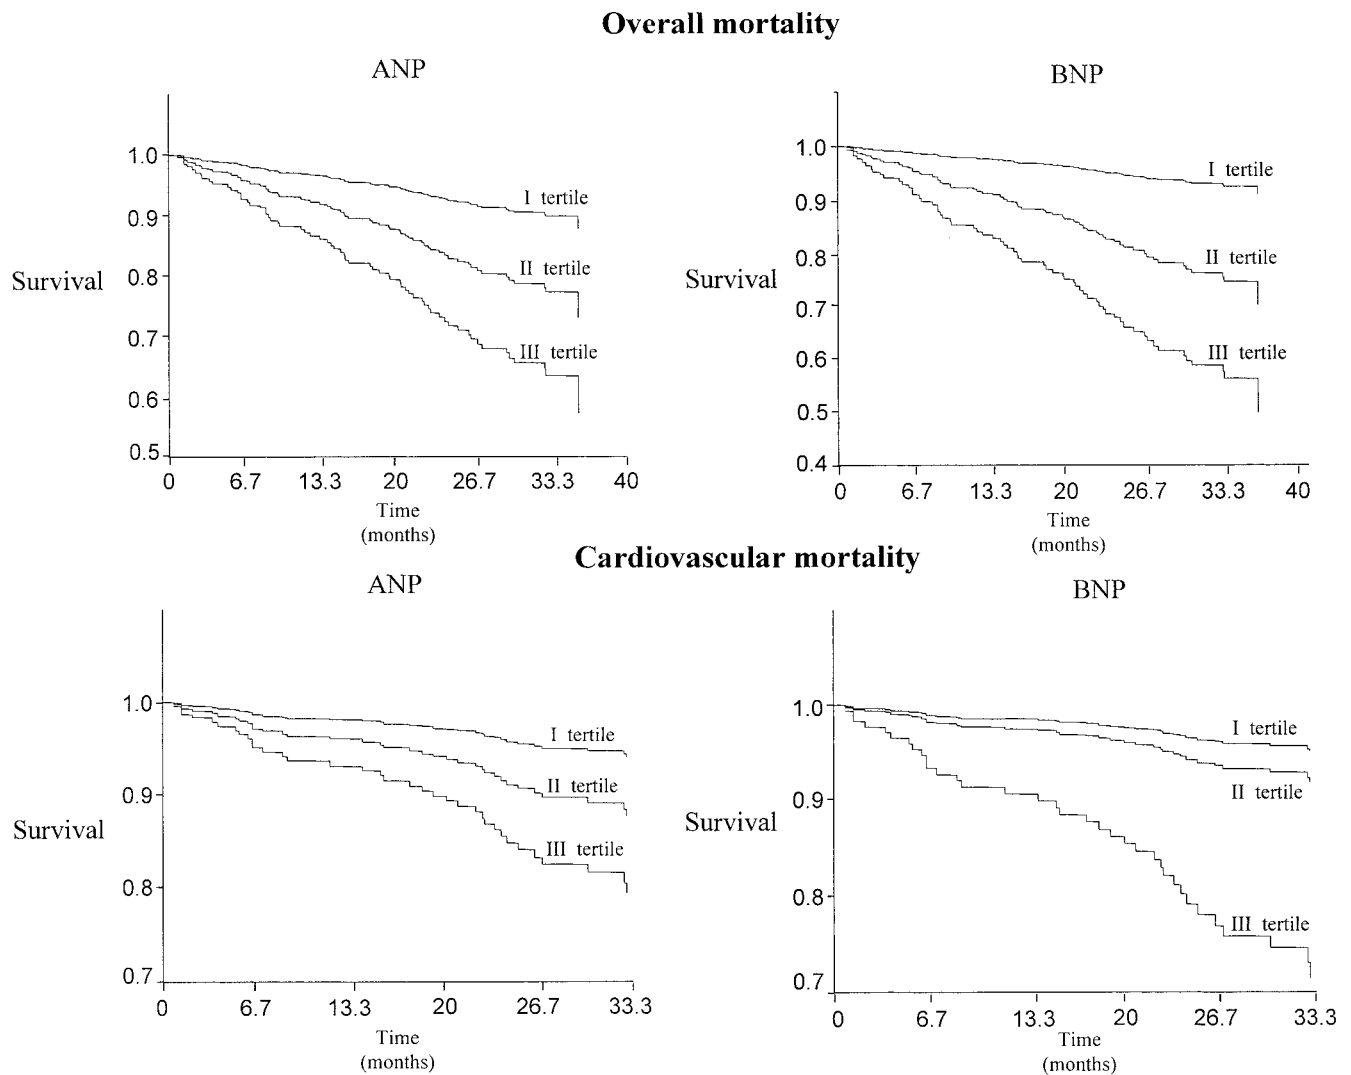 Overall mortality
ANP
1.0
0.9
0.8
0.7
0.6
0.5
Survival
I tertile
II tertile
III tertile
0 6.7 13.3 20 26.7 33.3 40
Time
(months)
BNP
1.0
0.9
0.8
0.7
0.6
0.5
0.4
Survival
I tertile
II tertile
III tertile
0 6.7 13.3 20 26.7 33.3 40
Time
(months)
Cardiovascular mortality
ANP
1.0
0.9
0.8
0.7
Survival
I tertile
II tertile
III tertile
0 6.7 13.3 20 26.7 33.3
Time
(months)
BNP
1.0
0.9
0.8
0.7
Survival
I tertile
II tertile
III tertile
0 6.7 13.3 20 26.7 33.3
Time
(months)